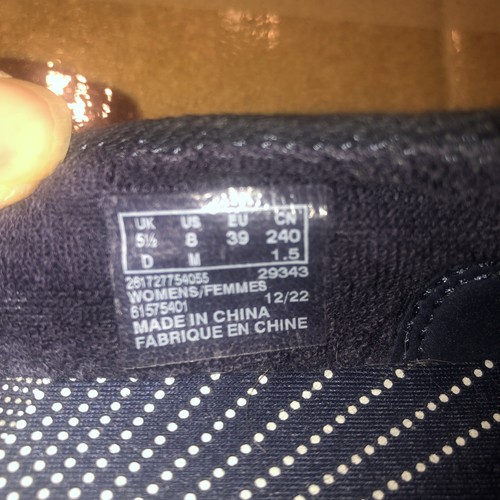 UK US EU CN
5½ 8 39 240
D M 1.5
261727754055 29343
WOMENS/FEMMES
61575401 12/22
MADE IN CHINA
FABRIQUE EN CHINE